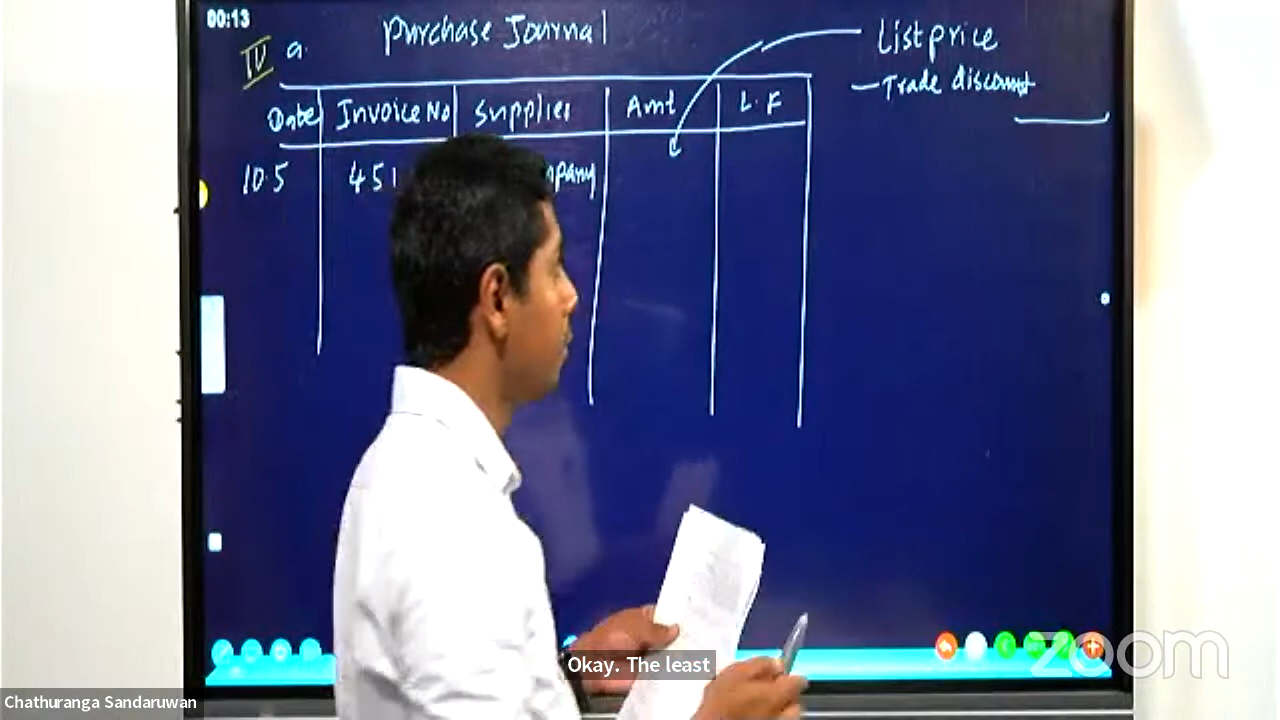 00:13
IV a. Purchase Journal
List price
- Trade discount
Date Invoice No Supplier Amt L.F
10.5 451 mpany
Okay. The least
zoom
Chathuranga Sandaruwan